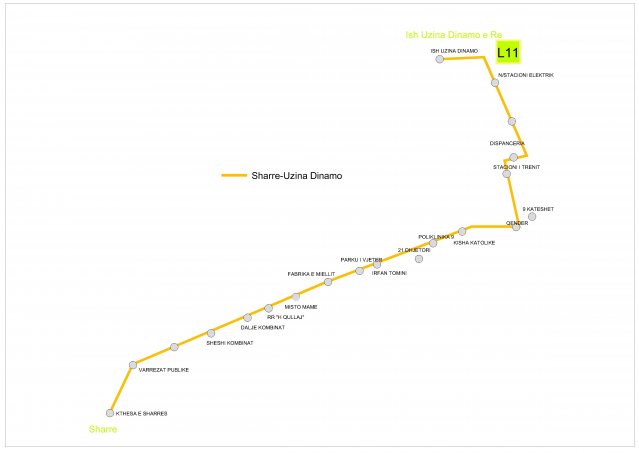 Ish Uzina Dinamo e Re
ISH UZINA DINAMO
L11
N/STACIONI ELEKTRIK
DISPANCERIA
STACIONI I TRENIT
Sharre-Uzina Dinamo
9 KATESHET
QENDER
POLIKLINIKA 9
KISHA KATOLIKE
21 DHJETORI
PARKU I VJETER
IRFAN TOMINI
FABRIKA E MIELLIT
MISTO MAME
RR "H QULLAJ"
DALJE KOMBINAT
SHESHI KOMBINAT
VARREZAT PUBLIKE
KTHESA E SHARRES
Sharre